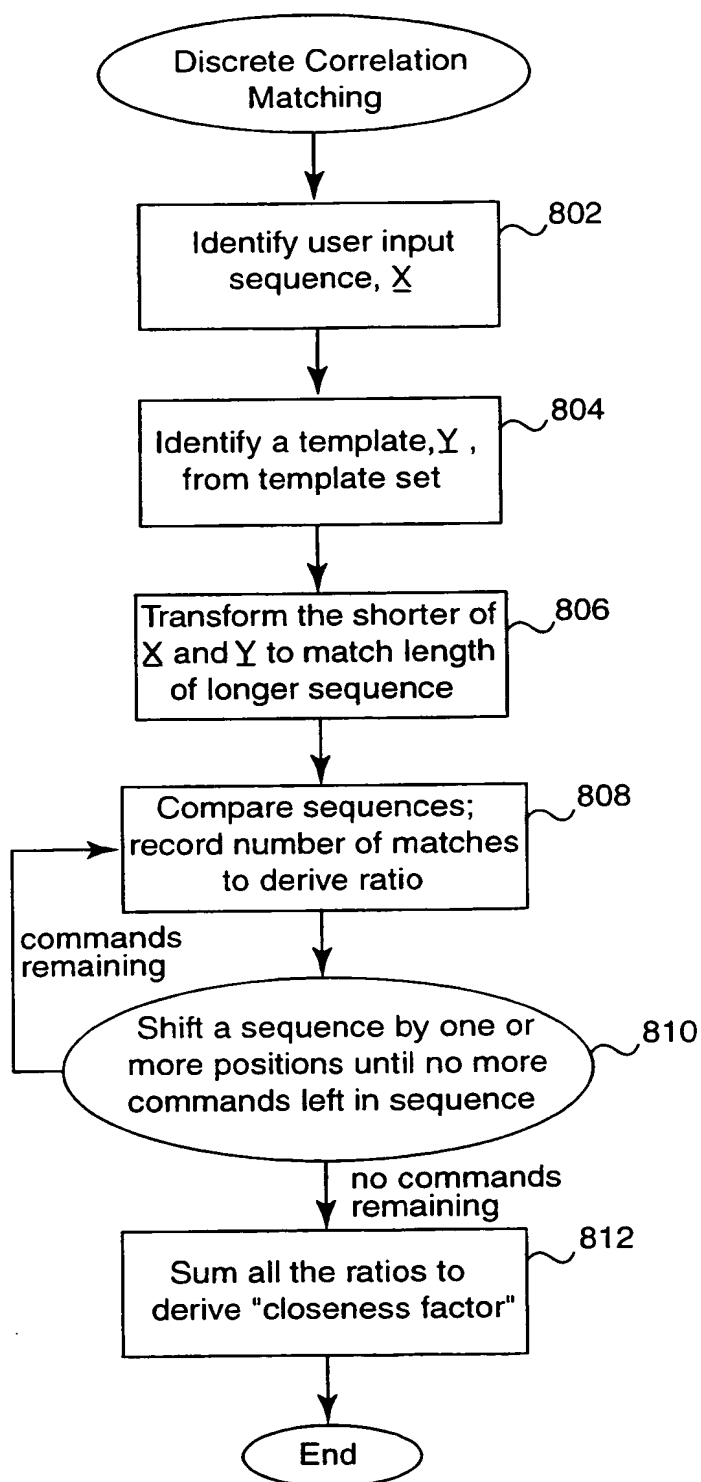 Discrete Correlation
Matching
802
Identify user input
sequence, X
804
Identify a template, Y ,
from template set
806
Transform the shorter of
X and Y to match length
of longer sequence
808
Compare sequences;
record number of matches
to derive ratio
commands
remaining
810
Shift a sequence by one or
more positions until no more
commands left in sequence
no commands
remaining
812
Sum all the ratios to
derive "closeness factor"
End